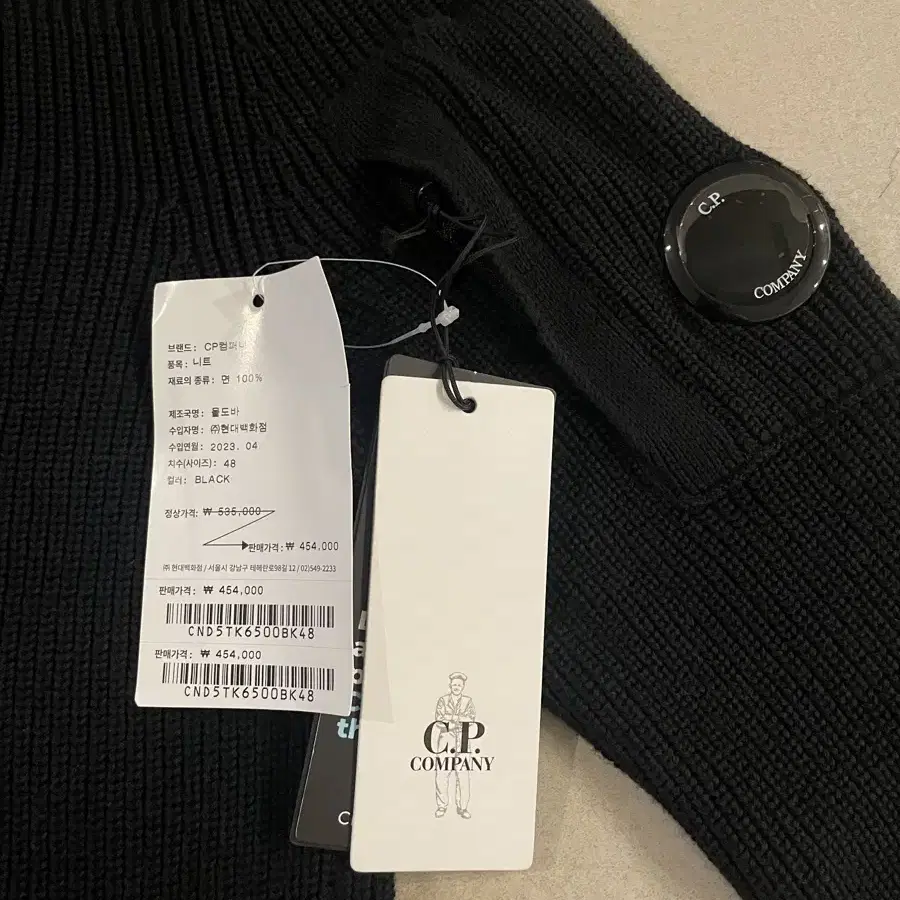 브랜드: CP컴퍼니
품목: 니트
재료의 종류: 면 100%
제조국명: 몰도바
수입자명: ㈜현대백화점
수입연월: 2023. 04
치수(사이즈): 48
컬러: BLACK
정상가격: ₩ 535,000
판매가격: ₩ 454,000
㈜ 현대백화점 / 서울시 강남구 테헤란로98길 12 / 02)549-2233
판매가격: ₩ 454,000
CND5TK6500BK48
판매가격: ₩ 454,000
CND5TK6500BK48
C.P.
COMPANY
C.P.
COMPANY